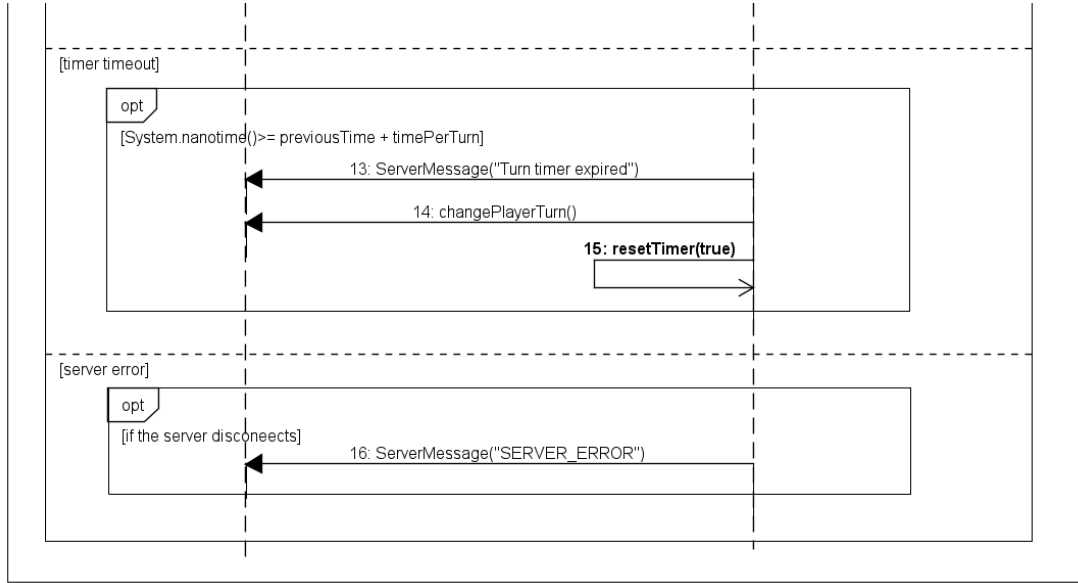 [timer timeout]
opt
[System.nanotime()>= previousTime + timePerTurn]
13: ServerMessage("Turn timer expired")
14: changePlayerTurn()
15: resetTimer(true)
[server error]
opt
[if the server disconeects]
16: ServerMessage("SERVER_ERROR")